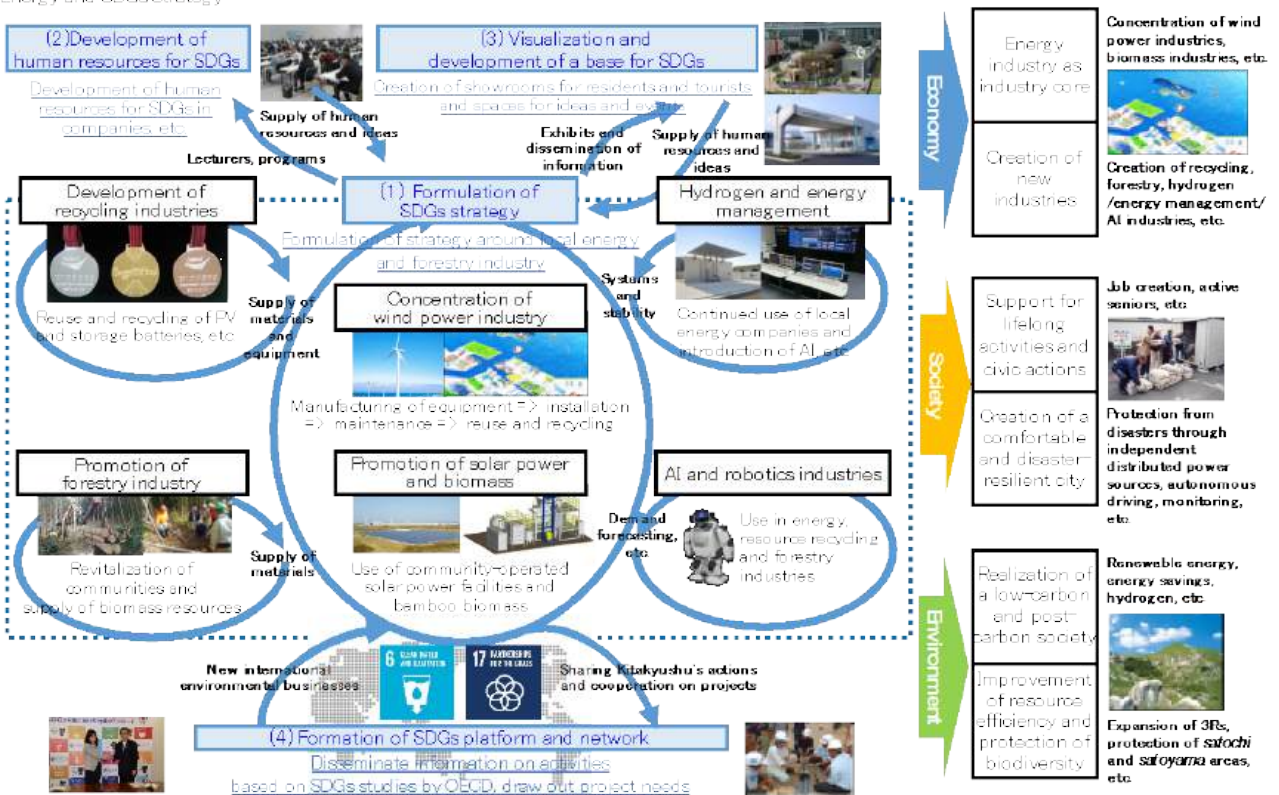 Energy and SDGs strategy
(2)Development of
human resources for SDGs
Development of human
resources for SDGs in
companies, etc
Supply of human
resources and ideas
Lecturers, programs
(3) Visualization and
development of a base for SDGs
Creation of showrooms for residents and tourists
and spaces for ideas and events
Exhibits and
dissemination of
information
Supply of human
resources and
ideas
Development of
recycling industries
Reuse and recycling of PV
and storage batteries, etc
Supply of
materials
and
equipment
(1) Formulation of
SDGs strategy
Formulation of strategy around local energy
and forestry industry
Hydrogen and energy
management
Systems
and
stability
Continued use of local
energy companies and
introduction of AI, etc
Concentration of
wind power industry
Manufacturing of equipment => installation
=> maintenance => reuse and recycling
Promotion of
forestry industry
Revitalization of
communities and
supply of biomass resources
Supply of
materials
Promotion of solar power
and biomass
Use of community-operated
solar power facilities and
bamboo biomass
AI and robotics industries
Demand
forecasting,
etc.
Use in energy,
resource recycling
and forestry
industries
New international
environmental businesses
6 CLEAN WATER
AND SANITATION
17 PARTNERSHIPS
FOR THE GOALS
Sharing Kitakyushu's actions
and cooperation on projects
(4) Formation of SDGs platform and network
Disseminate information on activities
based on SDGs studies by OECD, draw out project needs
Economy
Energy
industry as
industry core
Creation of
new
industries
Concentration of wind
power industries,
biomass industries, etc.
Creation of recycling,
forestry, hydrogen
/energy management/
AI industries, etc.
Society
Support for
lifelong
activities and
civic actions
Creation of a
comfortable
and disaster-
resilient city
Job creation, active
seniors, etc
Protection from
disasters through
independent
distributed power
sources, autonomous
driving, monitoring,
etc.
Environment
Realization of
a low-carbon
and post-
carbon society
Improvement
of resource
efficiency and
protection of
biodiversity
Renewable energy,
energy savings,
hydrogen, etc
Expansion of 3Rs,
protection of satochi
and satoyama areas,
etc.